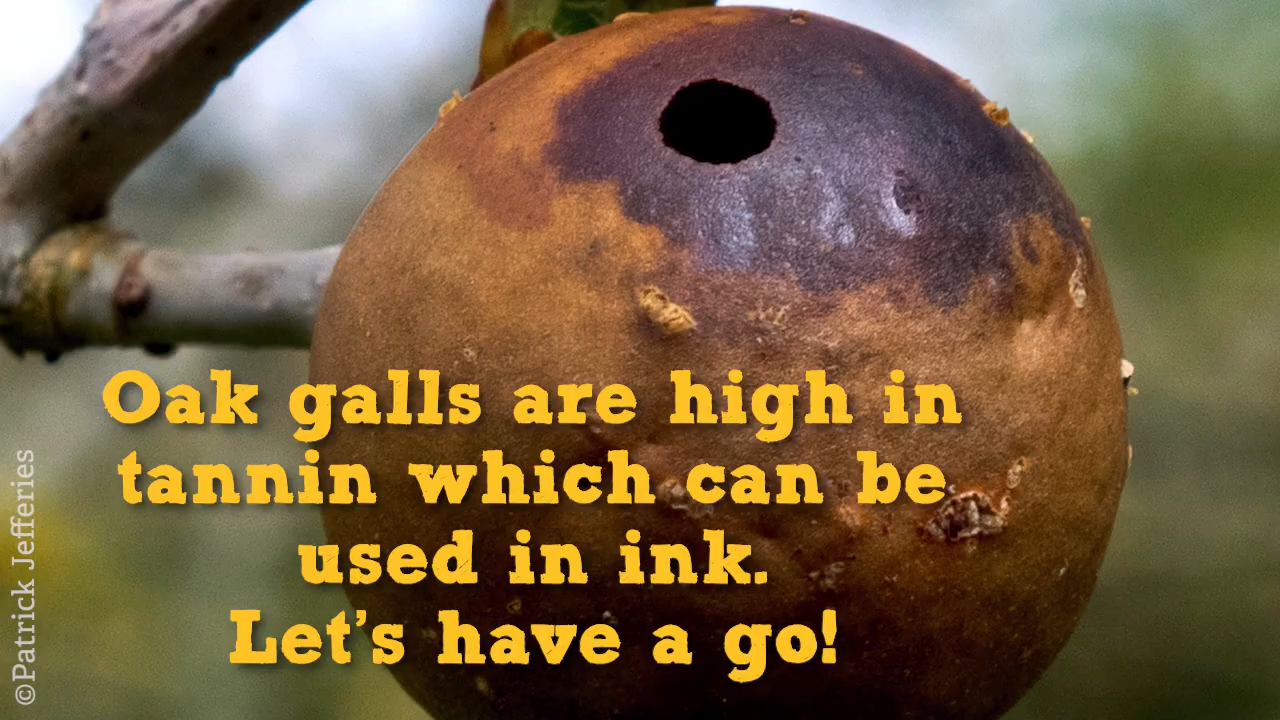 Oak galls are high in
tannin which can be
used in ink.
Let's have a go!
©Patrick Jefferies